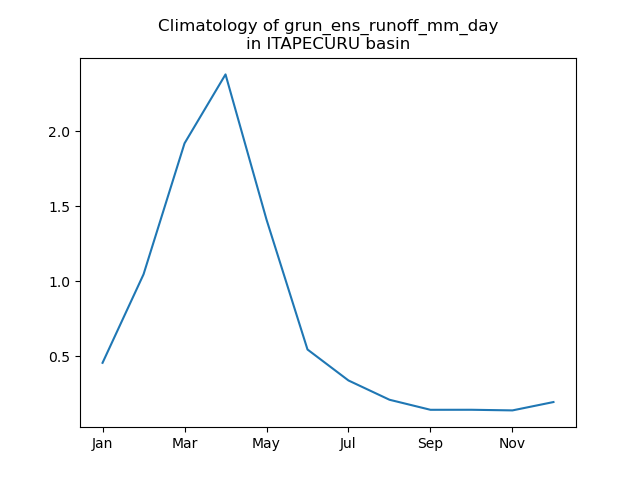 Climatology of grun_ens_runoff_mm_day
in ITAPECURU basin
2.0
1.5
1.0
0.5
Jan Mar May Jul Sep Nov